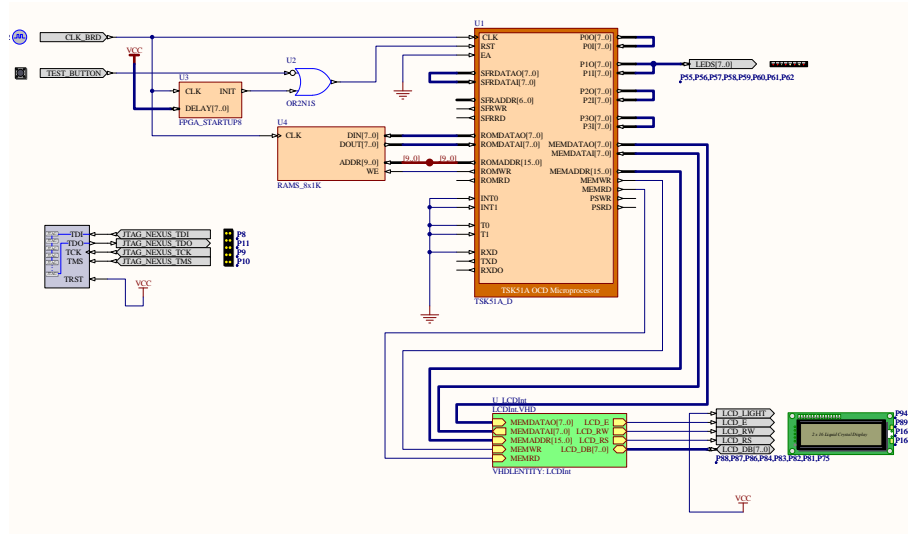 CLK_BRD
VCC
TEST_BUTTON
U3
CLK INIT
DELAY[7..0]
FPGA_STARTUP8
U2
OR2N1S
U4
CLK DIN[7..0]
DOUT[7..0]
ADDR[9..0]
WE
RAMS_8x1K
[9..0] [9..0]
U1
CLK P0O[7..0]
RST P0I[7..0]
EA
P1O[7..0]
SFRDATAO[7..0] P1I[7..0]
SFRDATAI[7..0]
P2O[7..0]
SFRADDR[6..0] P2I[7..0]
SFRWR
SFRRD P3O[7..0]
P3I[7..0]
ROMDATAO[7..0] MEMDATAO[7..0]
ROMDATAI[7..0] MEMDATAI[7..0]
ROMADDR[15..0] MEMADDR[15..0]
ROMWR MEMWR
ROMRD MEMRD
INT0 PSWR
INT1 PSRD
T0
T1
RXD
TXD
RXDO
TSK51A OCD Microprocessor
TSK51A_D
LEDS[7..0]
P55,P56,P57,P58,P59,P60,P61,P62
TDI JTAG_NEXUS_TDI P8
TDO JTAG_NEXUS_TDO P11
TCK JTAG_NEXUS_TCK P9
TMS JTAG_NEXUS_TMS P10
TRST
VCC
U_LCDInt
LCDInt.VHD
MEMDATAO[7..0] LCD_E
MEMDATAI[7..0] LCD_RW
MEMADDR[15..0] LCD_RS
MEMWR LCD_DB[7..0]
MEMRD
VHDLENTITY: LCDInt
LCD_LIGHT
LCD_E
LCD_RW
LCD_RS
LCD_DB[7..0]
P88,P87,P86,P84,P83,P82,P81,P75
2 x 16 Liquid Crystal Display
P94
P89
P16
P16
VCC